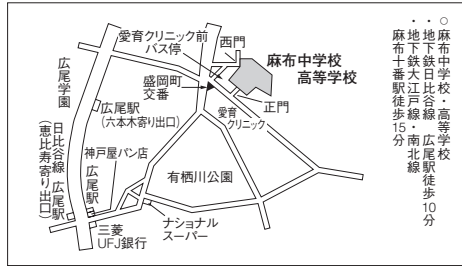 ○麻布中学校・高等学校
・地下鉄日比谷線 広尾駅徒歩10分
・地下鉄大江戸線・南北線
麻布十番駅徒歩15分
愛育クリニック前
バス停
西門
麻布中学校
高等学校
盛岡町
交番
正門
愛育
クリニック
広尾学園
広尾駅
(六本木寄り出口)
日比谷線 広尾駅
(恵比寿寄り出口)
神戸屋パン店
広尾駅
有栖川公園
ナショナル
スーパー
三菱
UFJ銀行